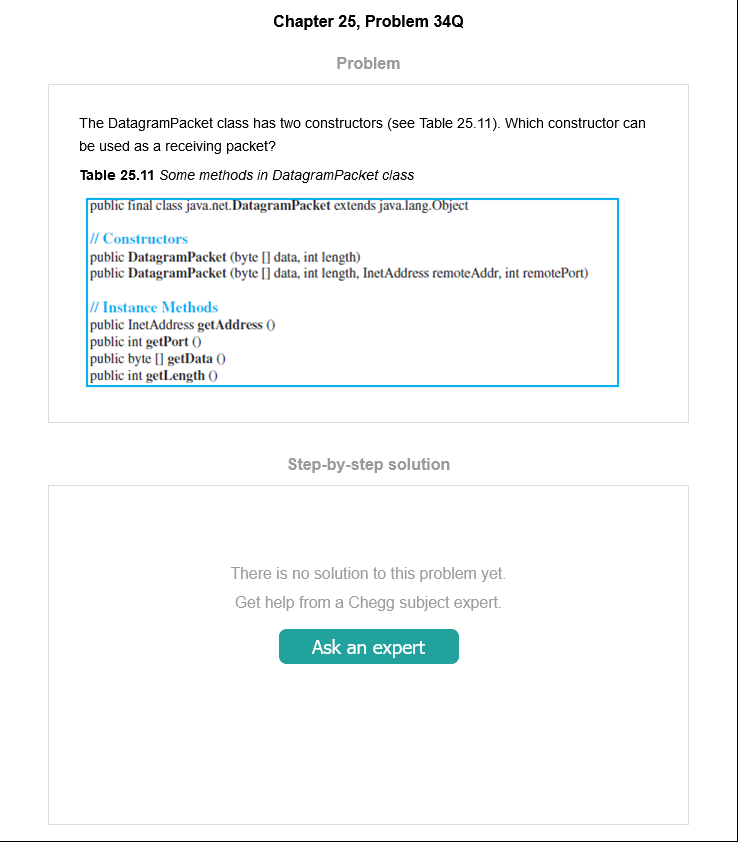 Chapter 25, Problem 34Q
Problem
The DatagramPacket class has two constructors (see Table 25.11). Which constructor can
be used as a receiving packet?
Table 25.11 Some methods in DatagramPacket class
public final class java.net.DatagramPacket extends java.lang.Object
// Constructors
public DatagramPacket (byte [] data, int length)
public DatagramPacket (byte [] data, int length, InetAddress remoteAddr, int remotePort)
// Instance Methods
public InetAddress getAddress ()
public int getPort ()
public byte [] getData ()
public int getLength ()
Step-by-step solution
There is no solution to this problem yet.
Get help from a Chegg subject expert.
Ask an expert